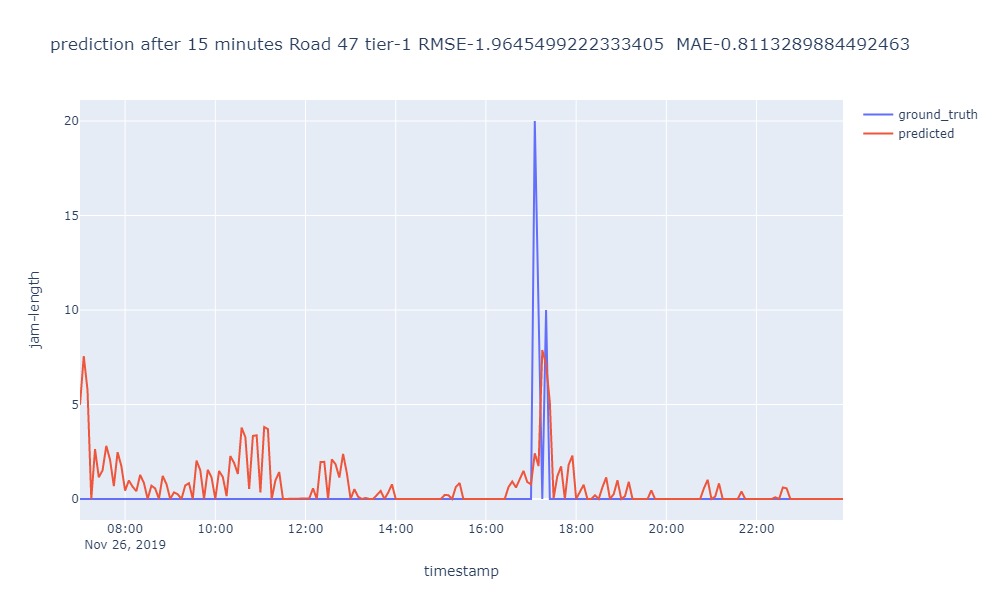 prediction after 15 minutes Road 47 tier-1 RMSE-1.9645499222333405  MAE-0.8113289884492463
ground_truth
predicted
20
15
10
5
0
jam-length
08:00 10:00 12:00 14:00 16:00 18:00 20:00 22:00
Nov 26, 2019
timestamp